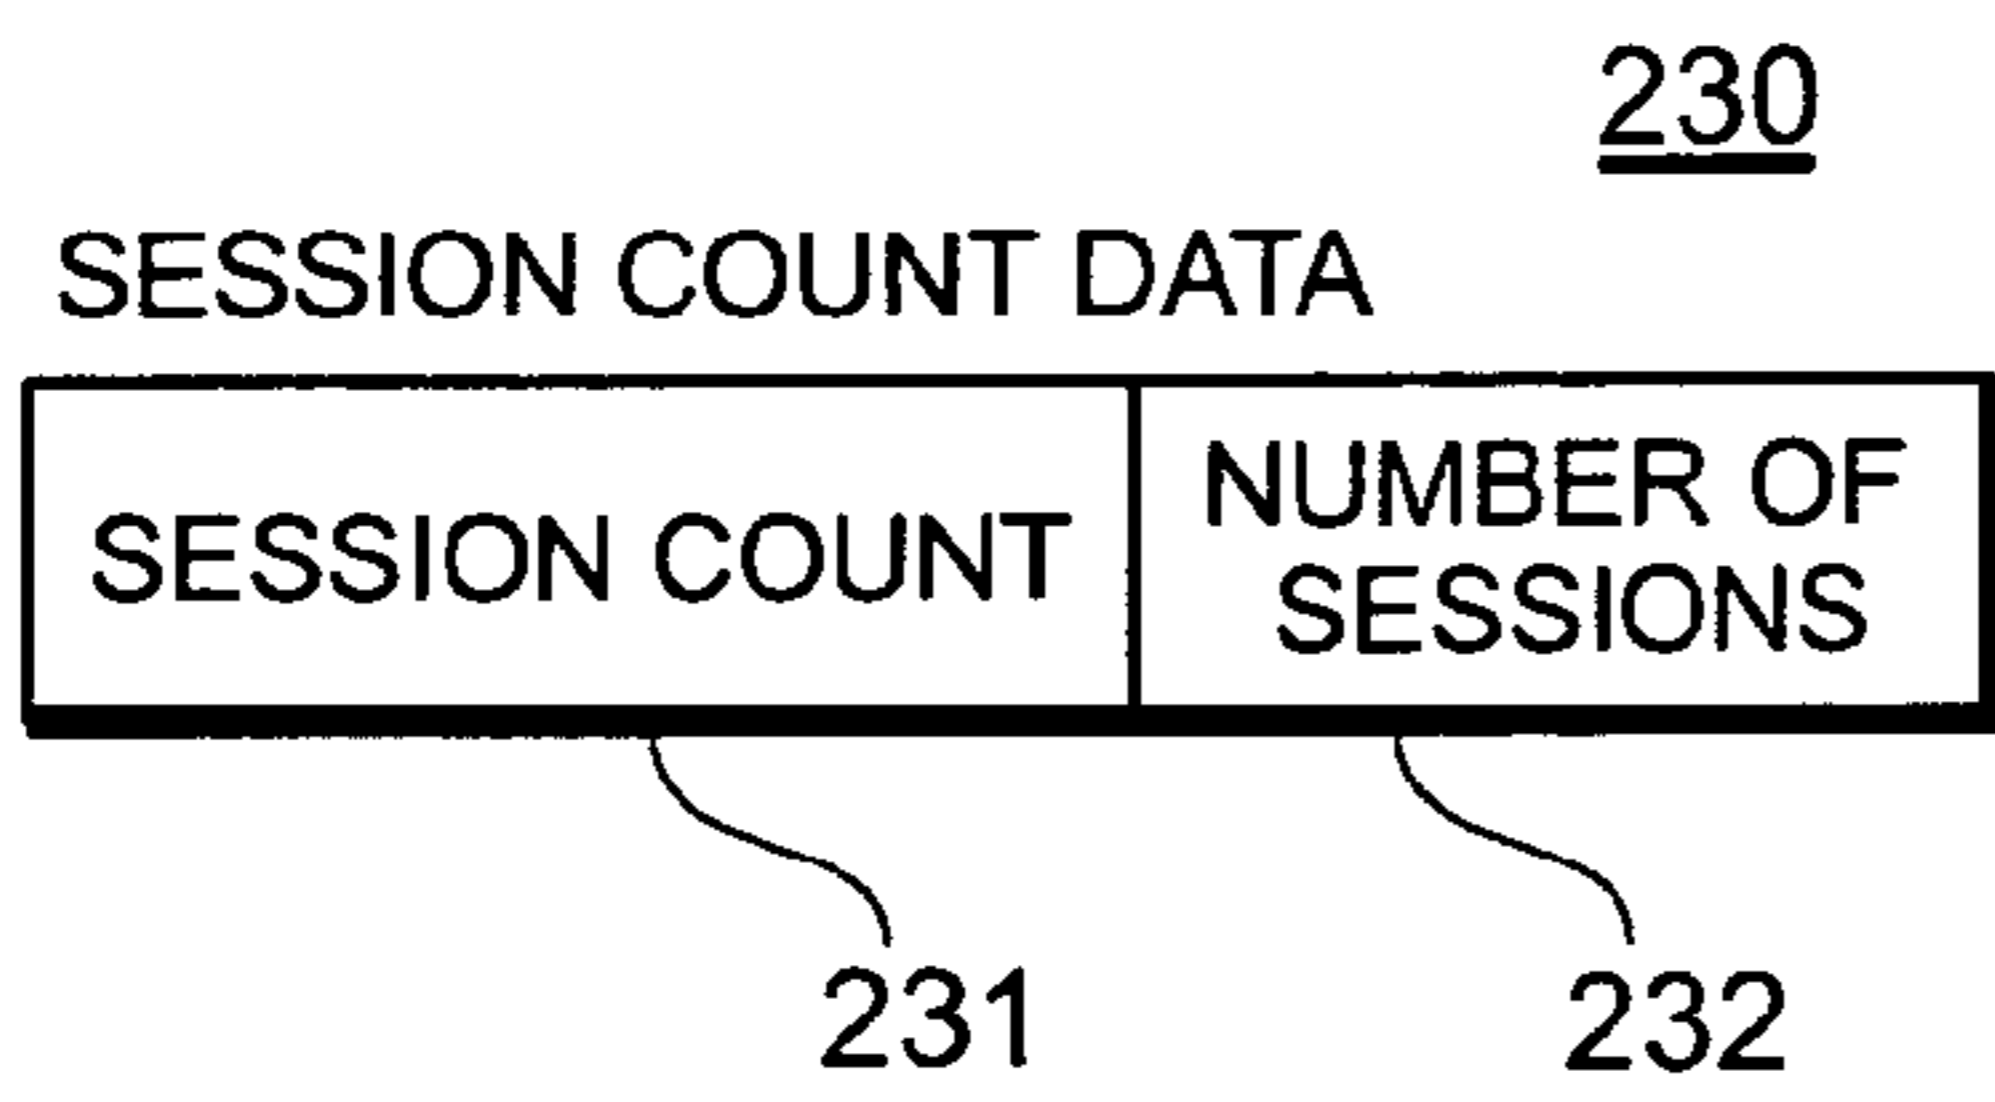 230
SESSION COUNT DATA
SESSION COUNT
NUMBER OF
SESSIONS
231
232